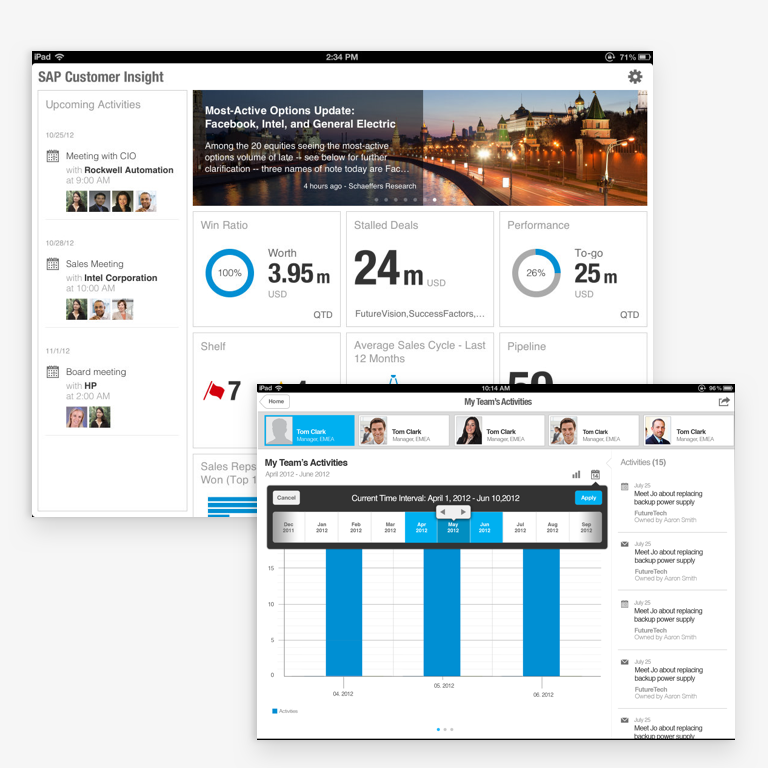 iPad
2:34 PM
71%
SAP Customer Insight
Upcoming Activities
10/25/12
Meeting with CIO
with Rockwell Automation
at 9:00 AM
10/28/12
Sales Meeting
with Intel Corporation
at 10:00 AM
11/1/12
Board meeting
with HP
at 2:00 AM
Most-Active Options Update:
Facebook, Intel, and General Electric
Among the 20 equities seeing the most-active
options volume of late -- see below for further
clarification -- three names of note today are Fac...
4 hours ago - Schaeffers Research
Win Ratio
100%
Worth
3.95 m
USD
QTD
Stalled Deals
24 m USD
FutureVision,SuccessFactors,...
Performance
26%
To-go
25 m
USD
QTD
Shelf
7
Average Sales Cycle - Last
12 Months
Pipeline
Sales Reps
Won (Top 1
iPad
10:14 AM
96%
Home
My Team's Activities
Tom Clark
Manager, EMEA
Tom Clark
Manager, EMEA
Tom Clark
Manager, EMEA
Tom Clark
Manager, EMEA
Tom Clark
Manager, EMEA
My Team's Activities
April 2012 - June 2012
14
Cancel
Current Time Interval: April 1, 2012 - Jun 10,2012
Apply
Dec
2011
Jan
2012
Feb
2012
Mar
2012
Apr
2012
May
2012
Jun
2012
Jul
2012
Aug
2012
Sep
2012
15
10
5
0
04. 2012
05. 2012
06. 2012
Activities
Activities (15)
July 25
Meet Jo about replacing
backup power supply
FutureTech
Owned by Aaron Smith
July 25
Meet Jo about replacing
backup power supply
FutureTech
Owned by Aaron Smith
July 25
Meet Jo about replacing
backup power supply
FutureTech
Owned by Aaron Smith
July 25
Meet Jo about replacing
backup power supply
FutureTech
Owned by Aaron Smith
July 25
Meet Jo about replacing
backup power supply